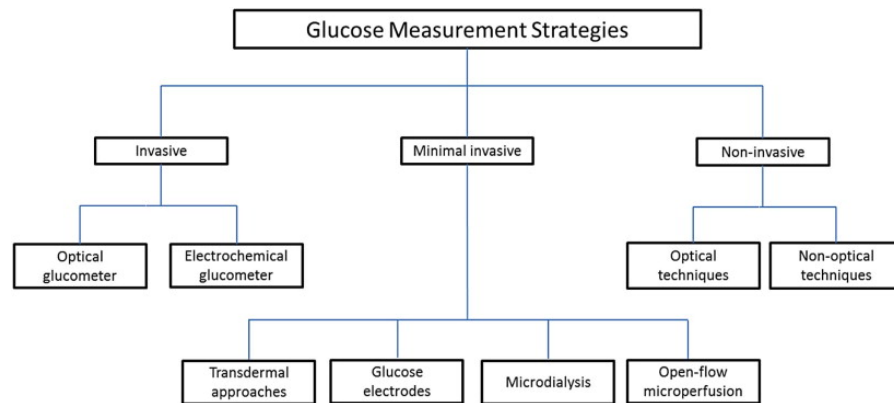 Glucose Measurement Strategies
Invasive
Minimal invasive
Non-invasive
Optical
glucometer
Electrochemical
glucometer
Optical
techniques
Non-optical
techniques
Transdermal
approaches
Glucose
electrodes
Microdialysis
Open-flow
microperfusion